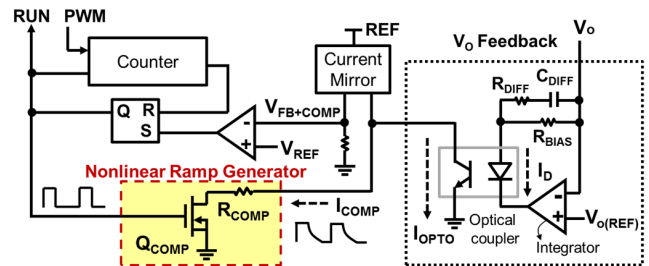 RUN PWM
REF
Vo Feedback
Vo
Counter
Current
Mirror
CDIFF
RDIFF
Q R
S
VFB+COMP
-
+
VREF
RBIAS
Nonlinear Ramp Generator
RCOMP
ICOMP
QCOMP
ID
-
+
Vo(REF)
IOPTO
Optical
coupler
Integrator